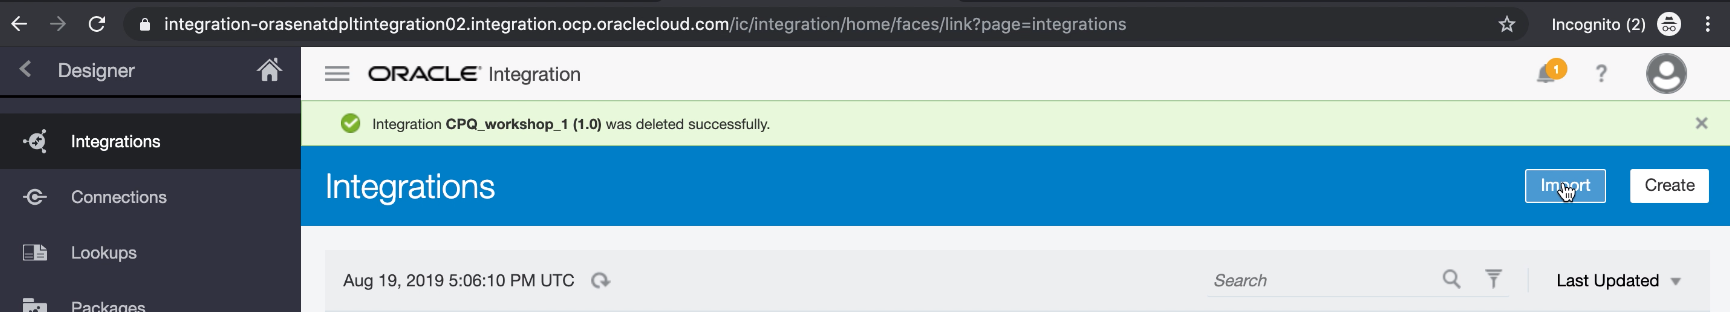 integration-orasenatdpltintegration02.integration.ocp.oraclecloud.com/ic/integration/home/faces/link?page=integrations
Incognito (2)
Designer
ORACLE Integration
1
?
Integration CPQ_workshop_1 (1.0) was deleted successfully.
Integrations
Connections
Lookups
Packages
Integrations
Import
Create
Aug 19, 2019 5:06:10 PM UTC
Search
Last Updated